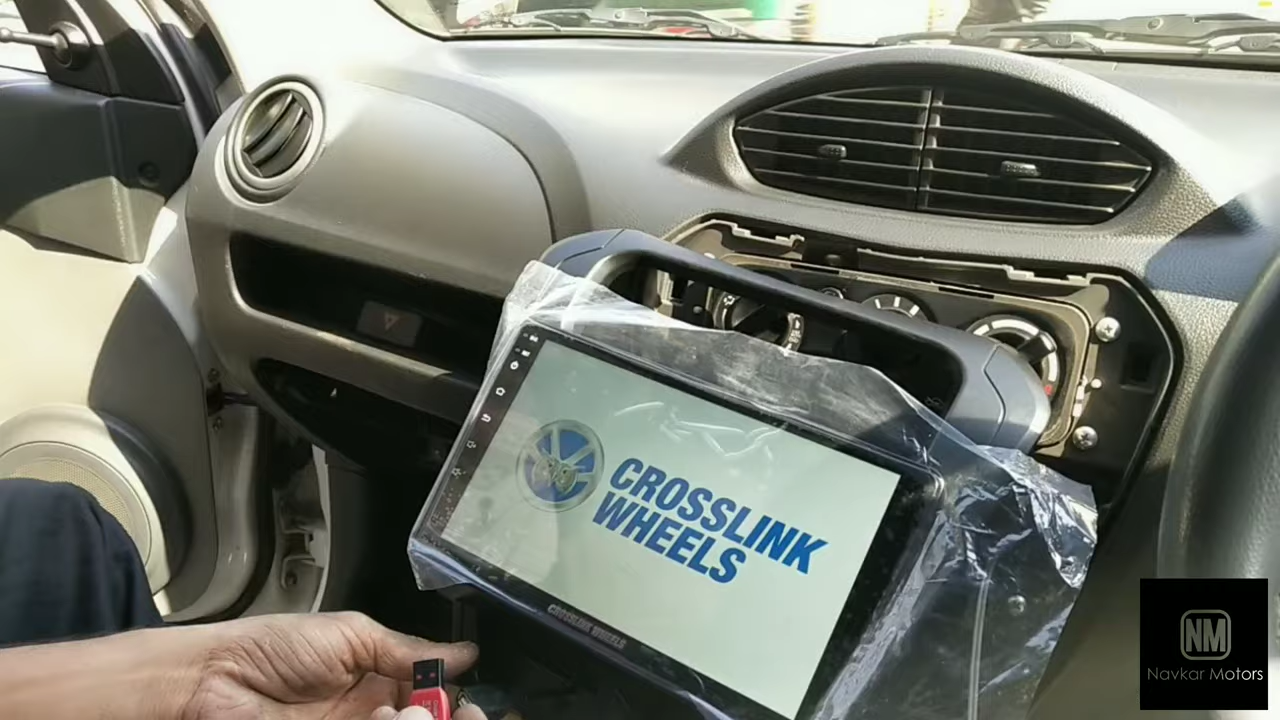 CROSSLINK
WHEELS
CROSSLINK WHEELS
NM
Navkar Motors